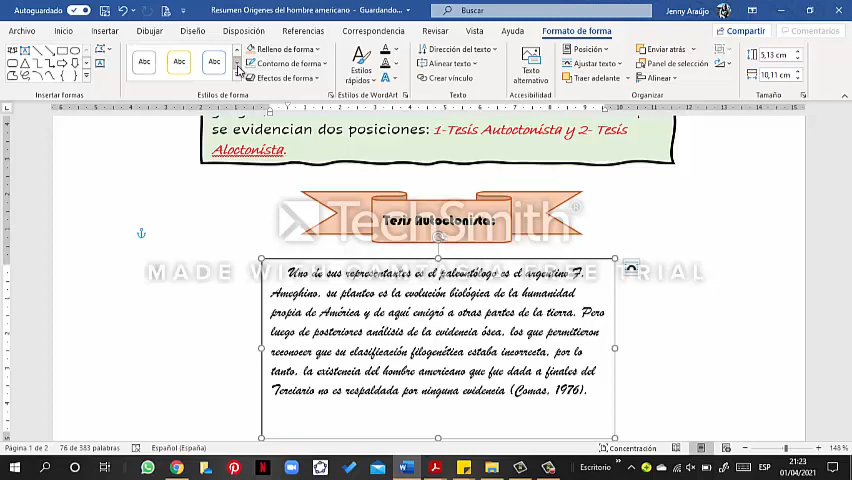 Autoguardado
Resumen Origenes del hombre americano - Guardando...
Buscar
Jenny Araújo
Archivo Inicio Insertar Dibujar Diseño Disposición Referencias Correspondencia Revisar Vista Ayuda Formato de forma
Compartir
Abc Abc Abc
Relleno de forma
Contorno de forma
Efectos de forma
Estilos rápidos
Texto alternativo
Posición
Ajustar texto
Traer adelante
Enviar atrás
Panel de selección
Alineación
5,13 cm
10,11 cm
Dirección del texto
Alinear texto
Crear vínculo
Insertar formas
Estilos de forma
Estilos de WordArt
Texto
Accesibilidad
Organizar
Tamaño
se evidencian dos posiciones: 1-Tesis Autoctonista y 2- Tesis
Aloctonista.
Tesis Autoctonista:
TechSmith
MADE WITH CAMTASIA FREE TRIAL
Uno de sus representantes es el paleontólogo es el argentino F.
Ameghino, su planteo es la evolución biológica de la humanidad
propia de América y de aquí emigró a otras partes de la tierra. Pero
luego de posteriores análisis de la evidencia ósea, los que permitieron
reconocer que su clasificación filogenética estaba incorrecta, por lo
tanto, la existencia del hombre americano que fue dada a finales del
Terciario no es respaldada por ninguna evidencia (Comas, 1976).
Página 1 de 2 76 de 383 palabras Español (España)
Concentración
148 %
Escritorio
ESP
21:23
01/04/2021